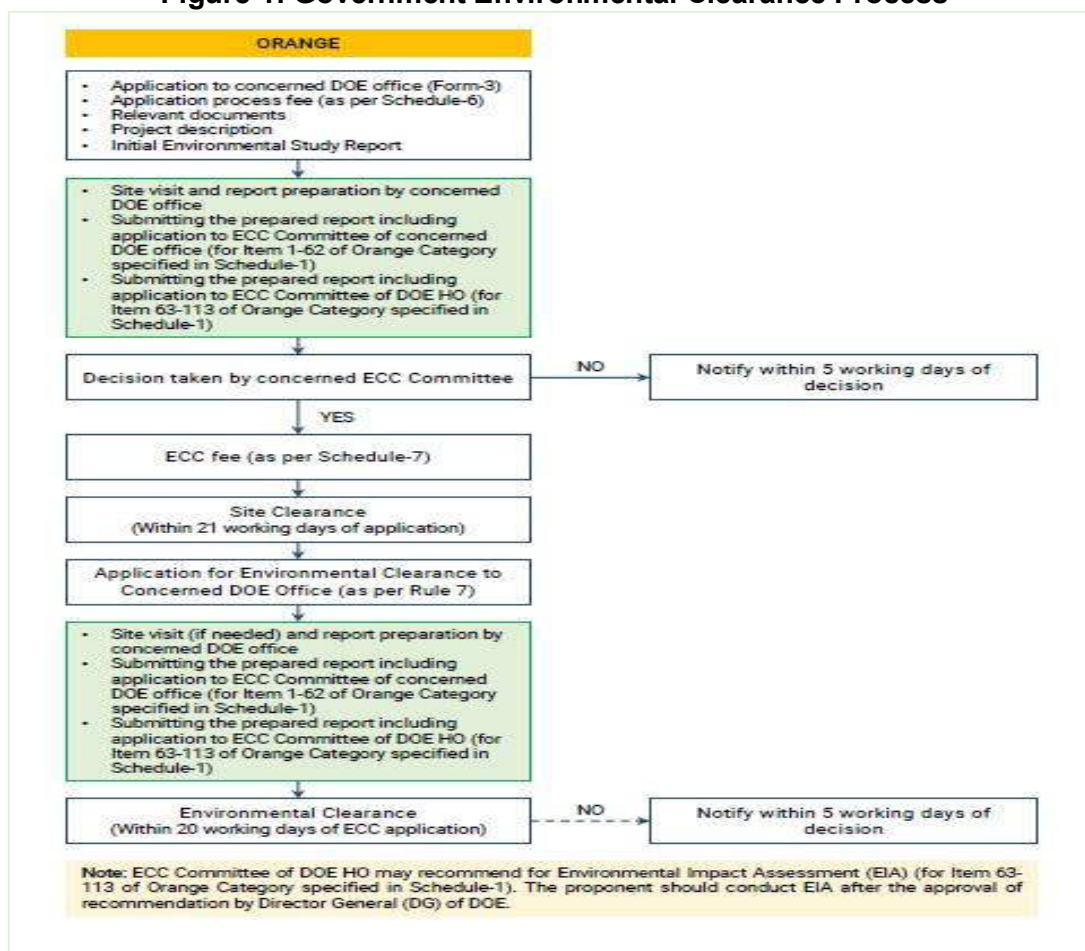 Figure 1: Government Environmental Clearance Process
ORANGE
• Application to concerned DOE office (Form-3)
• Application process fee (as per Schedule-6)
• Relevant documents
• Project description
• Initial Environmental Study Report
• Site visit and report preparation by concerned
DOE office
• Submitting the prepared report including
application to ECC Committee of concerned
DOE office (for Item 1-62 of Orange Category
specified in Schedule-1)
• Submitting the prepared report including
application to ECC Committee of DOE HO (for
Item 63-113 of Orange Category specified in
Schedule-1)
Decision taken by concerned ECC Committee
NO
Notify within 5 working days of
decision
YES
ECC fee (as per Schedule-7)
Site Clearance
(Within 21 working days of application)
Application for Environmental Clearance to
Concerned DOE Office (as per Rule 7)
• Site visit (if needed) and report preparation by
concerned DOE office
• Submitting the prepared report including
application to ECC Committee of concerned
DOE office (for Item 1-62 of Orange Category
specified in Schedule-1)
• Submitting the prepared report including
application to ECC Committee of DOE HO (for
Item 63-113 of Orange Category specified in
Schedule-1)
Environmental Clearance
(Within 20 working days of ECC application)
NO
Notify within 5 working days of
decision
Note: ECC Committee of DOE HO may recommend for Environmental Impact Assessment (EIA) (for Item 63-
113 of Orange Category specified in Schedule-1). The proponent should conduct EIA after the approval of
recommendation by Director General (DG) of DOE.